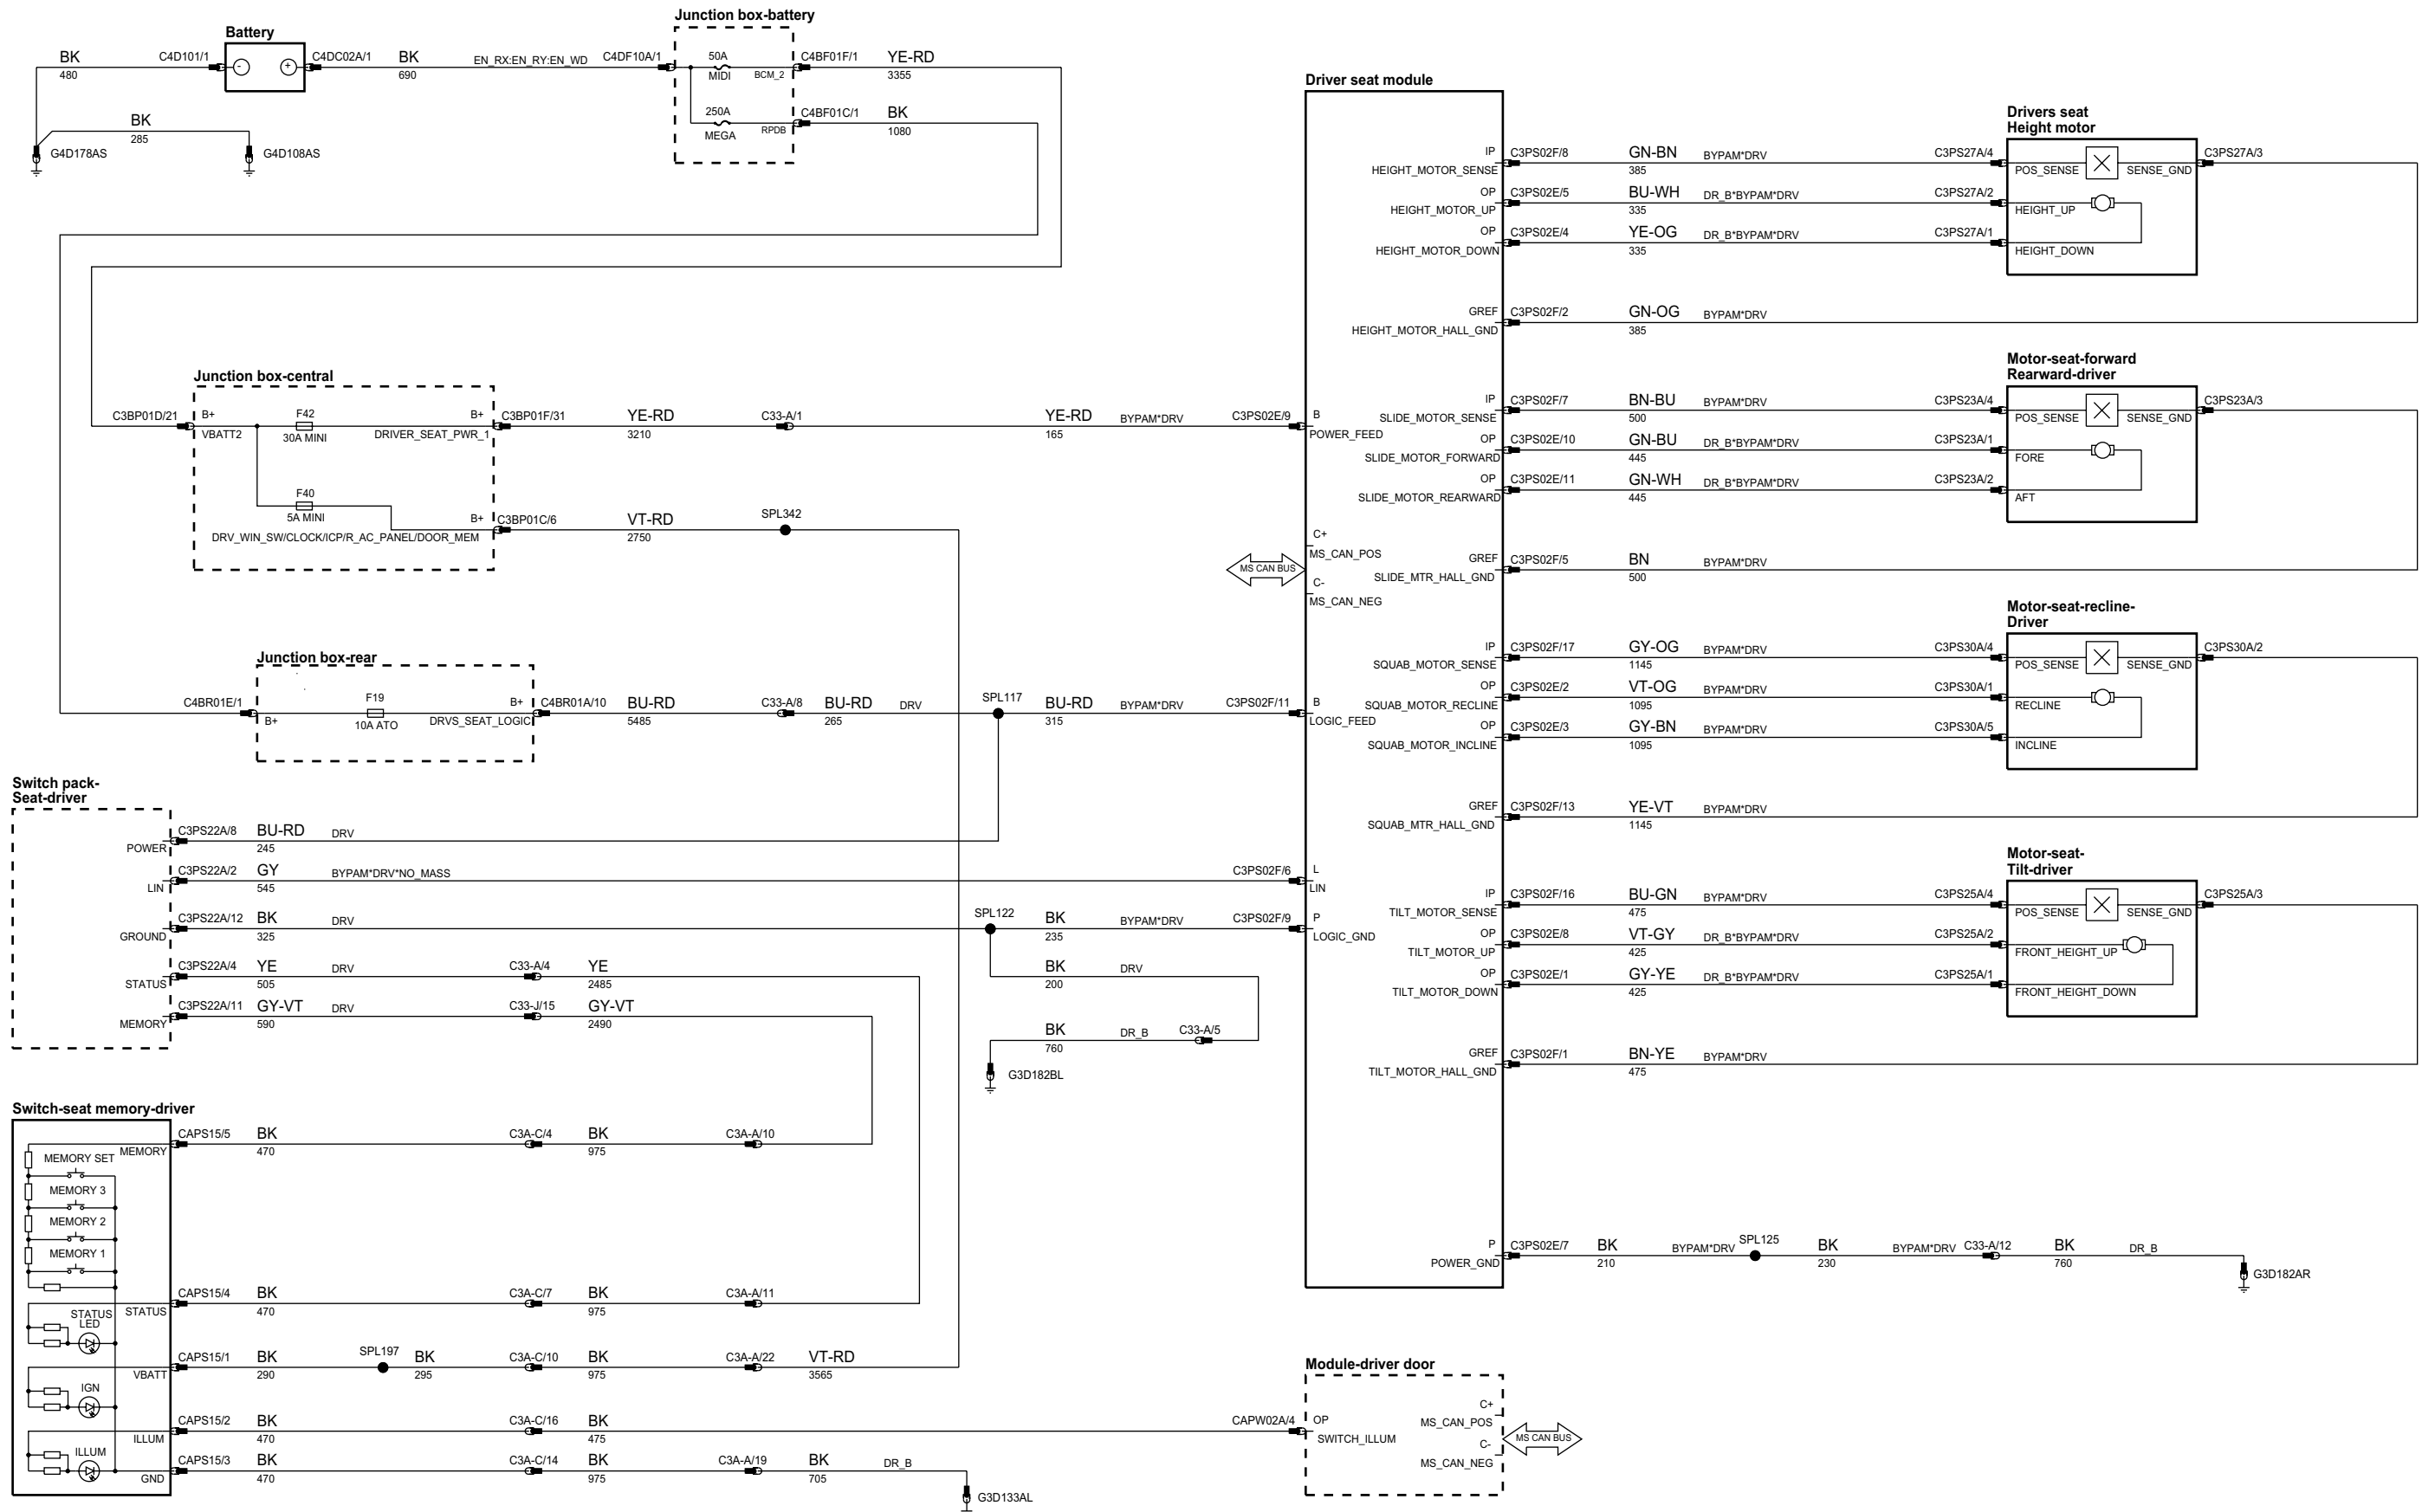 Junction box-battery
Battery
BK
480
C4D101/1
-
+
C4DC02A/1
BK
690
EN_RX:EN_RY:EN_WD
C4DF10A/1
50A
MIDI
BCM_2
C4BF01F/1
YE-RD
3355
250A
MEGA
RPDB
C4BF01C/1
BK
1080
BK
285
G4D178AS
G4D108AS
Junction box-central
C3BP01D/21
B+
VBATT2
F42
30A MINI
B+
DRIVER_SEAT_PWR_1
C3BP01F/31
YE-RD
3210
C33-A/1
YE-RD
165
BYPAM*DRV
C3PS02E/9
F40
5A MINI
B+
DRV_WIN_SW/CLOCK/ICP/R_AC_PANEL/DOOR_MEM
C3BP01C/6
VT-RD
2750
SPL342
Junction box-rear
C4BR01E/1
B+
F19
10A ATO
B+
DRVS_SEAT_LOGIC
C4BR01A/10
BU-RD
5485
C33-A/8
BU-RD
265
DRV
SPL117
BU-RD
315
BYPAM*DRV
C3PS02F/11
Switch pack-
Seat-driver
POWER
C3PS22A/8
BU-RD
245
DRV
LIN
C3PS22A/2
GY
545
BYPAM*DRV*NO_MASS
C3PS02F/6
GROUND
C3PS22A/12
BK
325
DRV
SPL122
BK
235
BYPAM*DRV
C3PS02F/9
BK
200
DRV
BK
760
DR_B
C33-A/5
G3D182BL
STATUS
C3PS22A/4
YE
505
DRV
C33-A/4
YE
2485
MEMORY
C3PS22A/11
GY-VT
590
DRV
C33-J/15
GY-VT
2490
Switch-seat memory-driver
MEMORY
CAPS15/5
BK
470
C3A-C/4
BK
975
C3A-A/10
MEMORY SET
MEMORY 3
MEMORY 2
MEMORY 1
STATUS
CAPS15/4
BK
470
C3A-C/7
BK
975
C3A-A/11
STATUS
LED
VBATT
CAPS15/1
BK
290
SPL197
BK
295
C3A-C/10
BK
975
C3A-A/22
VT-RD
3565
IGN
ILLUM
CAPS15/2
BK
470
C3A-C/16
BK
475
CAPW02A/4
ILLUM
GND
CAPS15/3
BK
470
C3A-C/14
BK
975
C3A-A/19
BK
705
DR_B
G3D133AL
Driver seat module
B
POWER_FEED
C+
MS_CAN_POS
MS CAN BUS
C-
MS_CAN_NEG
B
LOGIC_FEED
L
LIN
P
LOGIC_GND
IP
HEIGHT_MOTOR_SENSE
C3PS02F/8
GN-BN
385
BYPAM*DRV
C3PS27A/4
OP
HEIGHT_MOTOR_UP
C3PS02E/5
BU-WH
335
DR_B*BYPAM*DRV
C3PS27A/2
OP
HEIGHT_MOTOR_DOWN
C3PS02E/4
YE-OG
335
DR_B*BYPAM*DRV
C3PS27A/1
GREF
HEIGHT_MOTOR_HALL_GND
C3PS02F/2
GN-OG
385
BYPAM*DRV
Drivers seat
Height motor
POS_SENSE
SENSE_GND
C3PS27A/3
HEIGHT_UP
HEIGHT_DOWN
IP
SLIDE_MOTOR_SENSE
C3PS02F/7
BN-BU
500
BYPAM*DRV
C3PS23A/4
OP
SLIDE_MOTOR_FORWARD
C3PS02E/10
GN-BU
445
DR_B*BYPAM*DRV
C3PS23A/1
OP
SLIDE_MOTOR_REARWARD
C3PS02E/11
GN-WH
445
DR_B*BYPAM*DRV
C3PS23A/2
GREF
SLIDE_MTR_HALL_GND
C3PS02F/5
BN
500
BYPAM*DRV
Motor-seat-forward
Rearward-driver
POS_SENSE
SENSE_GND
C3PS23A/3
FORE
AFT
IP
SQUAB_MOTOR_SENSE
C3PS02F/17
GY-OG
1145
BYPAM*DRV
C3PS30A/4
OP
SQUAB_MOTOR_RECLINE
C3PS02E/2
VT-OG
1095
BYPAM*DRV
C3PS30A/1
OP
SQUAB_MOTOR_INCLINE
C3PS02E/3
GY-BN
1095
BYPAM*DRV
C3PS30A/5
GREF
SQUAB_MTR_HALL_GND
C3PS02F/13
YE-VT
1145
BYPAM*DRV
Motor-seat-recline-
Driver
POS_SENSE
SENSE_GND
C3PS30A/2
RECLINE
INCLINE
IP
TILT_MOTOR_SENSE
C3PS02F/16
BU-GN
475
BYPAM*DRV
C3PS25A/4
OP
TILT_MOTOR_UP
C3PS02E/8
VT-GY
425
DR_B*BYPAM*DRV
C3PS25A/2
OP
TILT_MOTOR_DOWN
C3PS02E/1
GY-YE
425
DR_B*BYPAM*DRV
C3PS25A/1
GREF
TILT_MOTOR_HALL_GND
C3PS02F/1
BN-YE
475
BYPAM*DRV
Motor-seat-
Tilt-driver
POS_SENSE
SENSE_GND
C3PS25A/3
FRONT_HEIGHT_UP
FRONT_HEIGHT_DOWN
P
POWER_GND
C3PS02E/7
BK
210
BYPAM*DRV
SPL125
BK
230
BYPAM*DRV
C33-A/12
BK
760
DR_B
G3D182AR
Module-driver door
OP
SWITCH_ILLUM
C+
MS_CAN_POS
C-
MS_CAN_NEG
MS CAN BUS